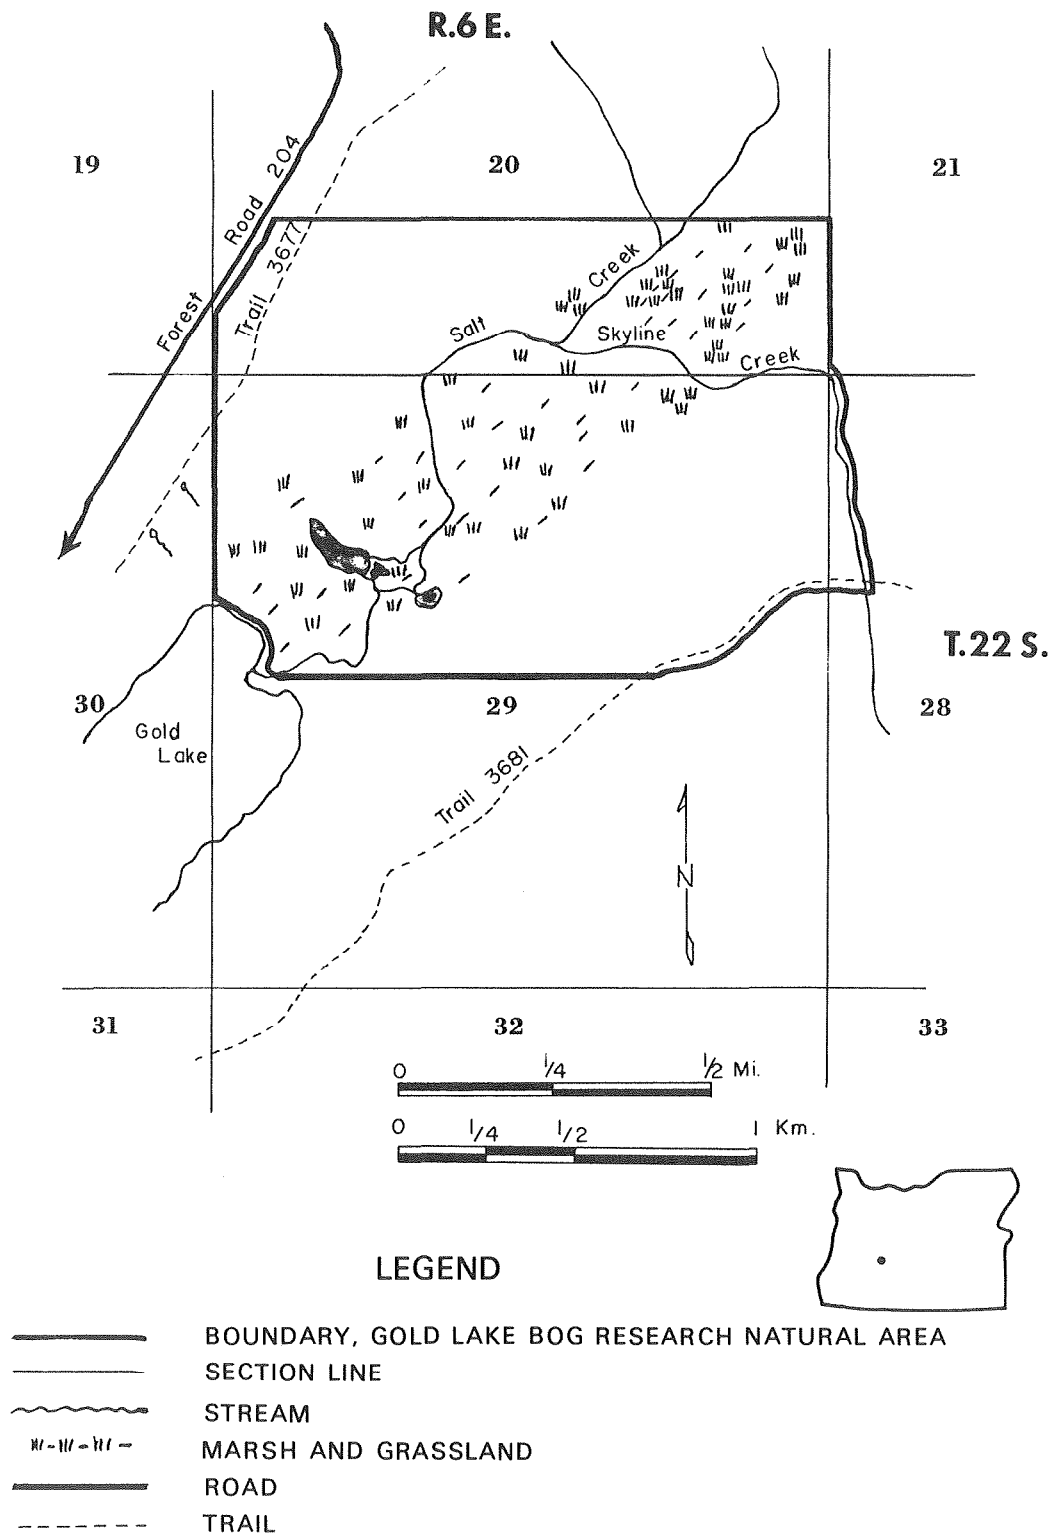 R.6 E.
19
20
21
Forest Road 204
Trail 3677
Creek
Salt
Skyline
Creek
T.22 S.
30
29
28
Gold
Lake
Trail 3681
N
31
32
33
0 1/4 1/2 Mi.
0 1/4 1/2 1 Km.
LEGEND
BOUNDARY, GOLD LAKE BOG RESEARCH NATURAL AREA
SECTION LINE
STREAM
MARSH AND GRASSLAND
ROAD
TRAIL